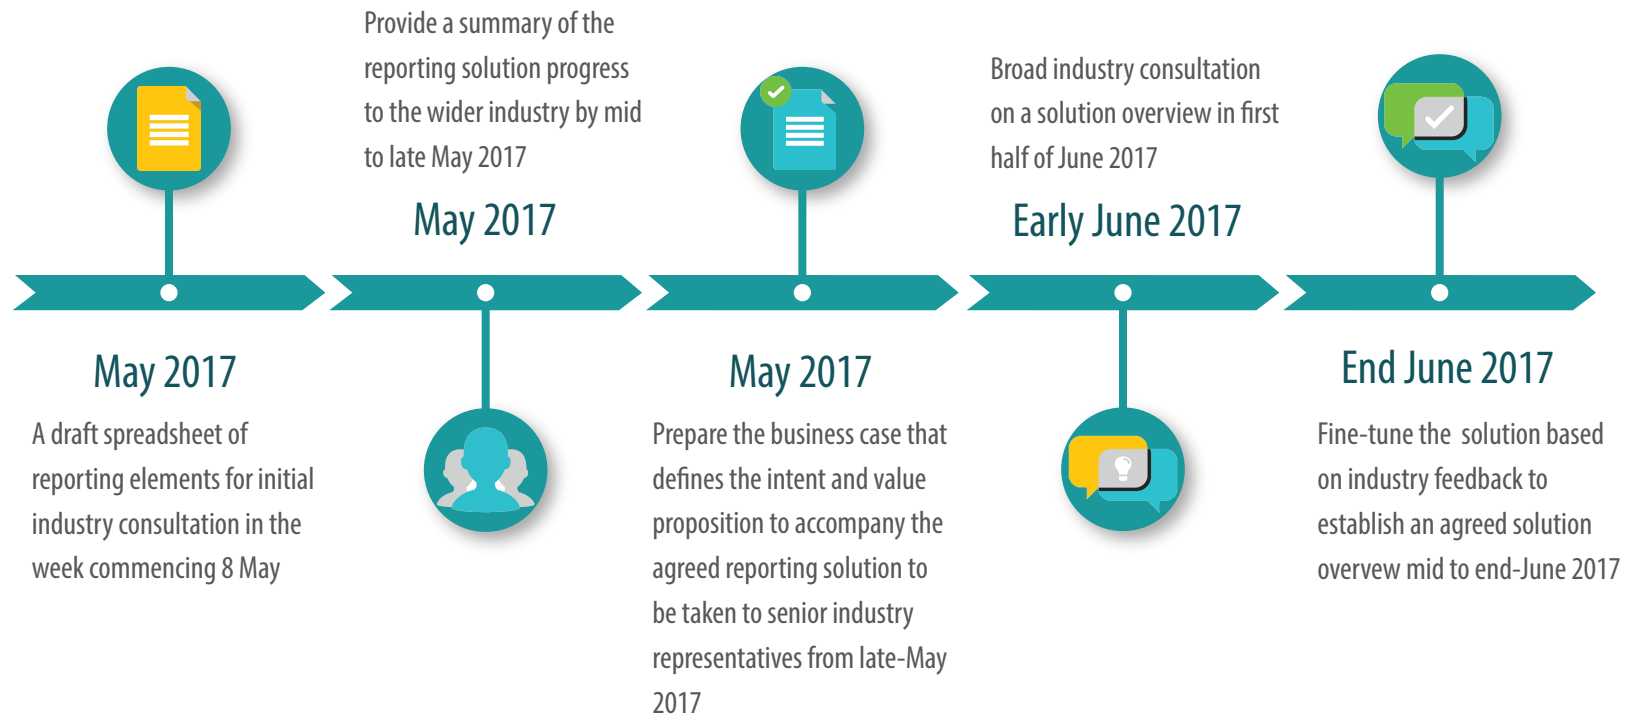 May 2017
A draft spreadsheet of
reporting elements for initial
industry consultation in the
week commencing 8 May
Provide a summary of the
reporting solution progress
to the wider industry by mid
to late May 2017
May 2017
May 2017
Prepare the business case that
defines the intent and value
proposition to accompany the
agreed reporting solution to
be taken to senior industry
representatives from late-May
2017
Broad industry consultation
on a solution overview in first
half of June 2017
Early June 2017
End June 2017
Fine-tune the  solution based
on industry feedback to
establish an agreed solution
overvew mid to end-June 2017